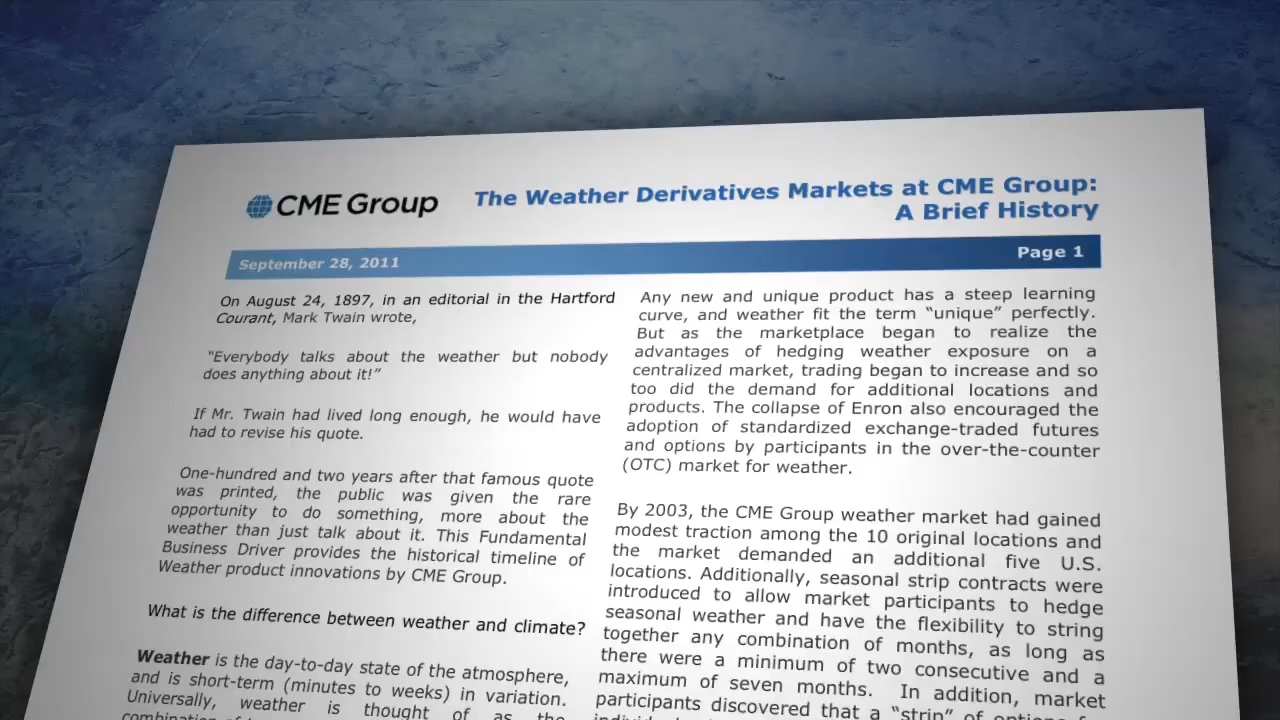 CME Group
The Weather Derivatives Markets at CME Group:
A Brief History
September 28, 2011
Page 1
On August 24, 1897, in an editorial in the Hartford
Courant, Mark Twain wrote,
“Everybody talks about the weather but nobody
does anything about it!”
If Mr. Twain had lived long enough, he would have
had to revise his quote.
One-hundred and two years after that famous quote
was printed, the public was given the rare
opportunity to do something, more about the
weather than just talk about it. This Fundamental
Business Driver provides the historical timeline of
Weather product innovations by CME Group.
What is the difference between weather and climate?
Weather is the day-to-day state of the atmosphere,
and is short-term (minutes to weeks) in variation.
Universally, weather is thought of as the
Any new and unique product has a steep learning
curve, and weather fit the term “unique” perfectly.
But as the marketplace began to realize the
advantages of hedging weather exposure on a
centralized market, trading began to increase and so
too did the demand for additional locations and
products. The collapse of Enron also encouraged the
adoption of standardized exchange-traded futures
and options by participants in the over-the-counter
(OTC) market for weather.
By 2003, the CME Group weather market had gained
modest traction among the 10 original locations and
the market demanded an additional five U.S.
locations. Additionally, seasonal strip contracts were
introduced to allow market participants to hedge
seasonal weather and have the flexibility to string
together any combination of months, as long as
there were a minimum of two consecutive and a
maximum of seven months. In addition, market
participants discovered that a “strip” of options